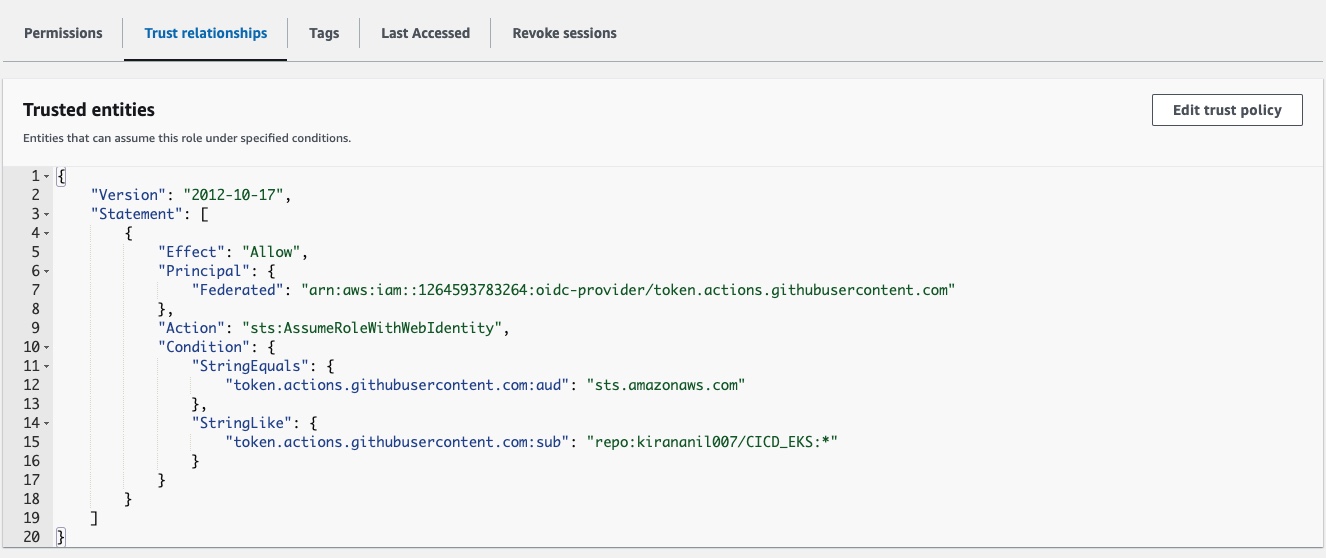 Permissions
Trust relationships
Tags
Last Accessed
Revoke sessions
Trusted entities
Edit trust policy
Entities that can assume this role under specified conditions.
1 {
2     "Version": "2012-10-17",
3     "Statement": [
4         {
5             "Effect": "Allow",
6             "Principal": {
7                 "Federated": "arn:aws:iam::1264593783264:oidc-provider/token.actions.githubusercontent.com"
8             },
9             "Action": "sts:AssumeRoleWithWebIdentity",
10             "Condition": {
11                 "StringEquals": {
12                     "token.actions.githubusercontent.com:aud": "sts.amazonaws.com"
13                 },
14                 "StringLike": {
15                     "token.actions.githubusercontent.com:sub": "repo:kirananil007/CICD_EKS:*"
16                 }
17             }
18         }
19     ]
20 }